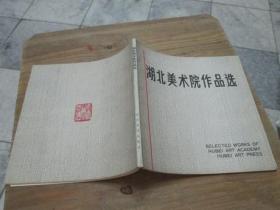 湖北美术院作品选
SELECTED WORKS OF
HUBEI ART ACADEMY
HUBEI ART PRESS